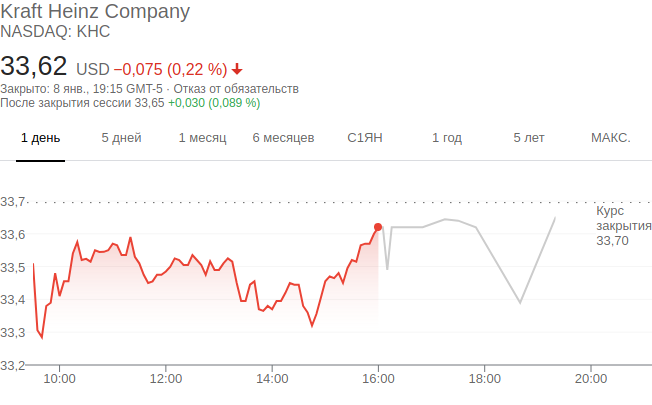 Kraft Heinz Company
NASDAQ: KHC
33,62 USD −0,075 (0,22 %)
Закрыто: 8 янв., 19:15 GMT-5 · Отказ от обязательств
После закрытия сессии 33,65 +0,030 (0,089 %)
1 день 5 дней 1 месяц 6 месяцев С1ЯН 1 год 5 лет МАКС.
33,7
Курс
закрытия
33,70
33,6
33,5
33,4
33,3
33,2
10:00 12:00 14:00 16:00 18:00 20:00